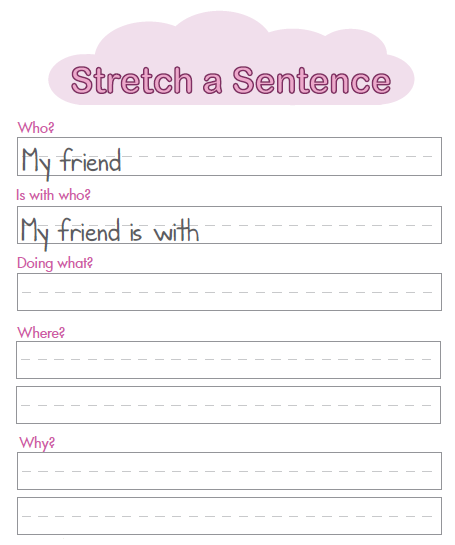 Stretch a Sentence
Who?
My friend
Is with who?
My friend is with
Doing what?
Where?
Why?